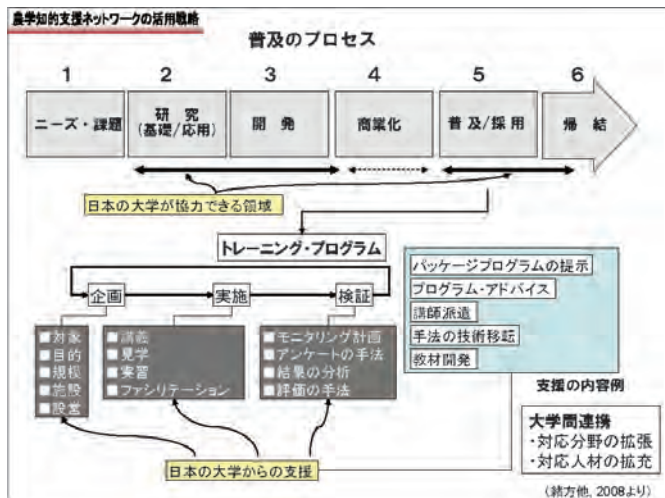 農学知的支援ネットワークの活用戦略
普及のプロセス
1 2 3 4 5 6
ニーズ・課題
研究
(基礎/応用)
開発
商業化
普及/採用
帰結
日本の大学が協力できる領域
トレーニング・プログラム
企画
実施
検証
■対象
■目的
■規模
■施設
■設営
■講義
■見学
■実習
■ファシリテーション
■モニタリング計画
■アンケートの手法
■結果の分析
■評価の手法
パッケージプログラムの提示
プログラム・アドバイス
講師派遣
手法の技術移転
教材開発
支援の内容例
日本の大学からの支援
大学間連携
・対応分野の拡張
・対応人材の拡充
(緒方他, 2008より)